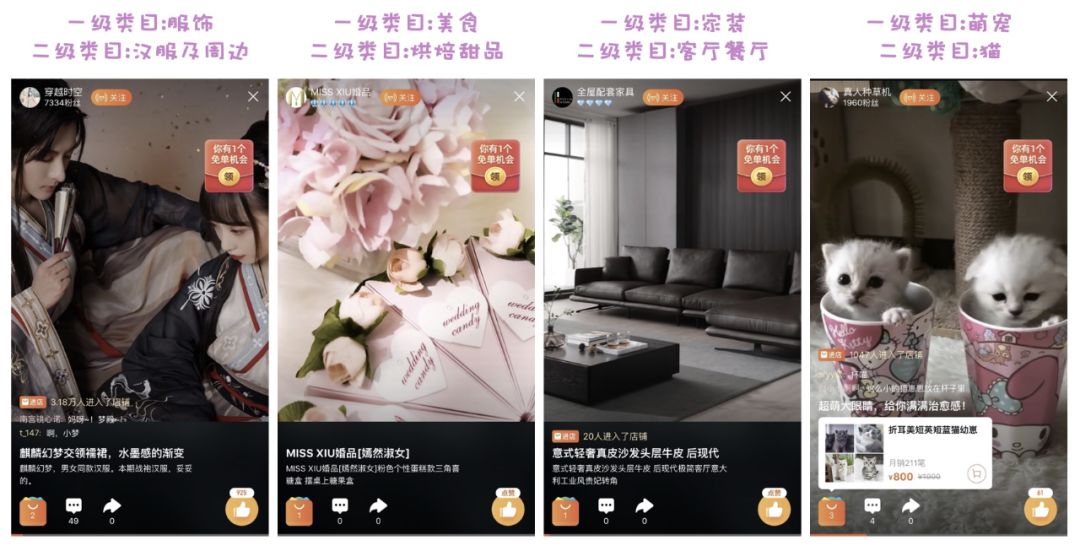 一级类目:服饰
二级类目:汉服及周边
穿越时空
7334粉丝
关注
你有1个
免单机会
领
进店 3.18万人进入了店铺
南宫镜心诺: 妈呀~! 梦姬
t_147: 啊，小梦
麒麟幻梦交领襦裙，水墨感的渐变
麒麟幻梦，男女同款汉服。本期战袍汉服，妥妥
的。
2
49
0
925
一级类目:美食
二级类目:烘焙甜品
MISS XIU婚品
关注
你有1个
免单机会
领
wedding
candy
wedding
candy
MISS XIU婚品[嫣然淑女]
MISS XIU婚品[嫣然淑女]粉色个性蛋糕款三角喜
糖盒 摆桌上糖果盒
1
0
0
点赞
一级类目:家装
二级类目:客厅餐厅
全屋配套家具
关注
你有1个
免单机会
领
进店 20人进入了店铺
意式轻奢真皮沙发头层牛皮 后现代
意式轻奢真皮沙发头层牛皮 后现代极简客厅意大
利工业风贵妃转角
1
0
0
点赞
一级类目:萌宠
二级类目:猫
真人种草机
1960粉丝
关注
你有1个
免单机会
领
Hello
Kitty
进店 1047人进入了店铺
杯喵
这么小的猫崽崽放在杯子里
超萌大眼睛，给你满满治愈感！
折耳美短英短蓝猫幼崽
月销211笔
¥800 ¥1000
3
4
0
61